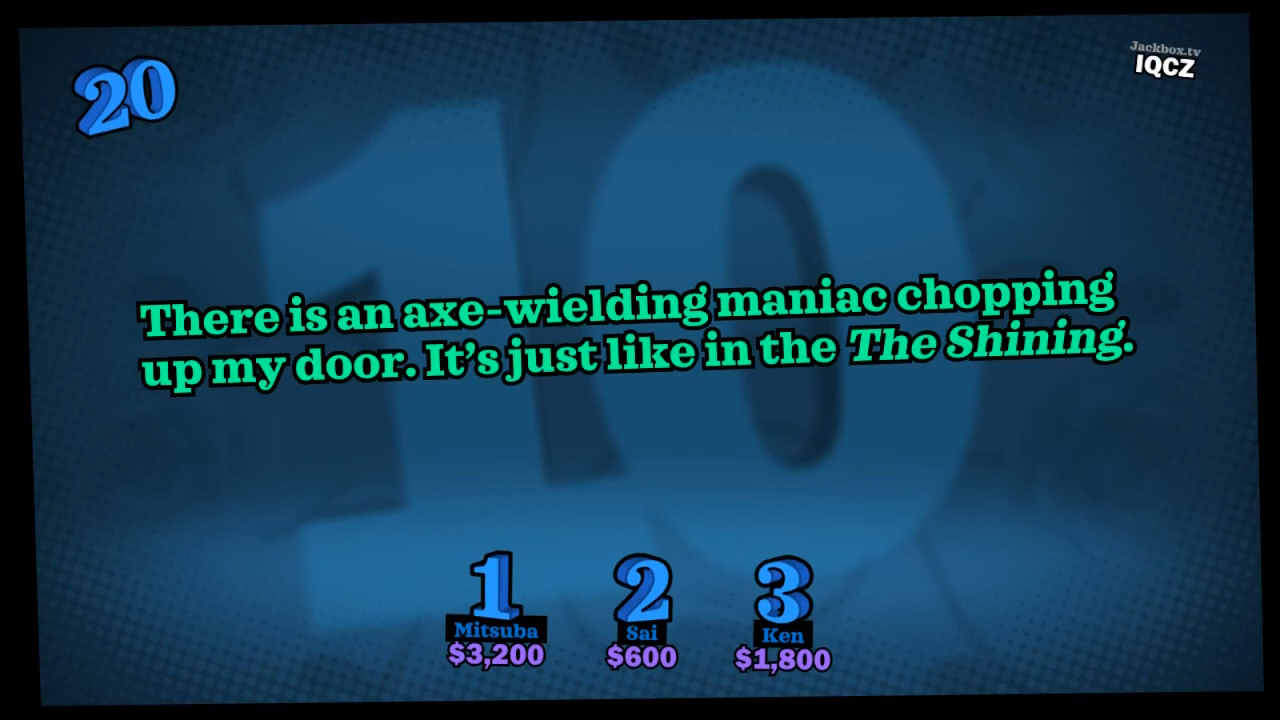 20
Jackbox.tv
IQCZ
10
There is an axe-wielding maniac chopping
up my door. It's just like in the The Shining.
1 2 3
Mitsuba Sai Ken
$3,200 $600 $1,800